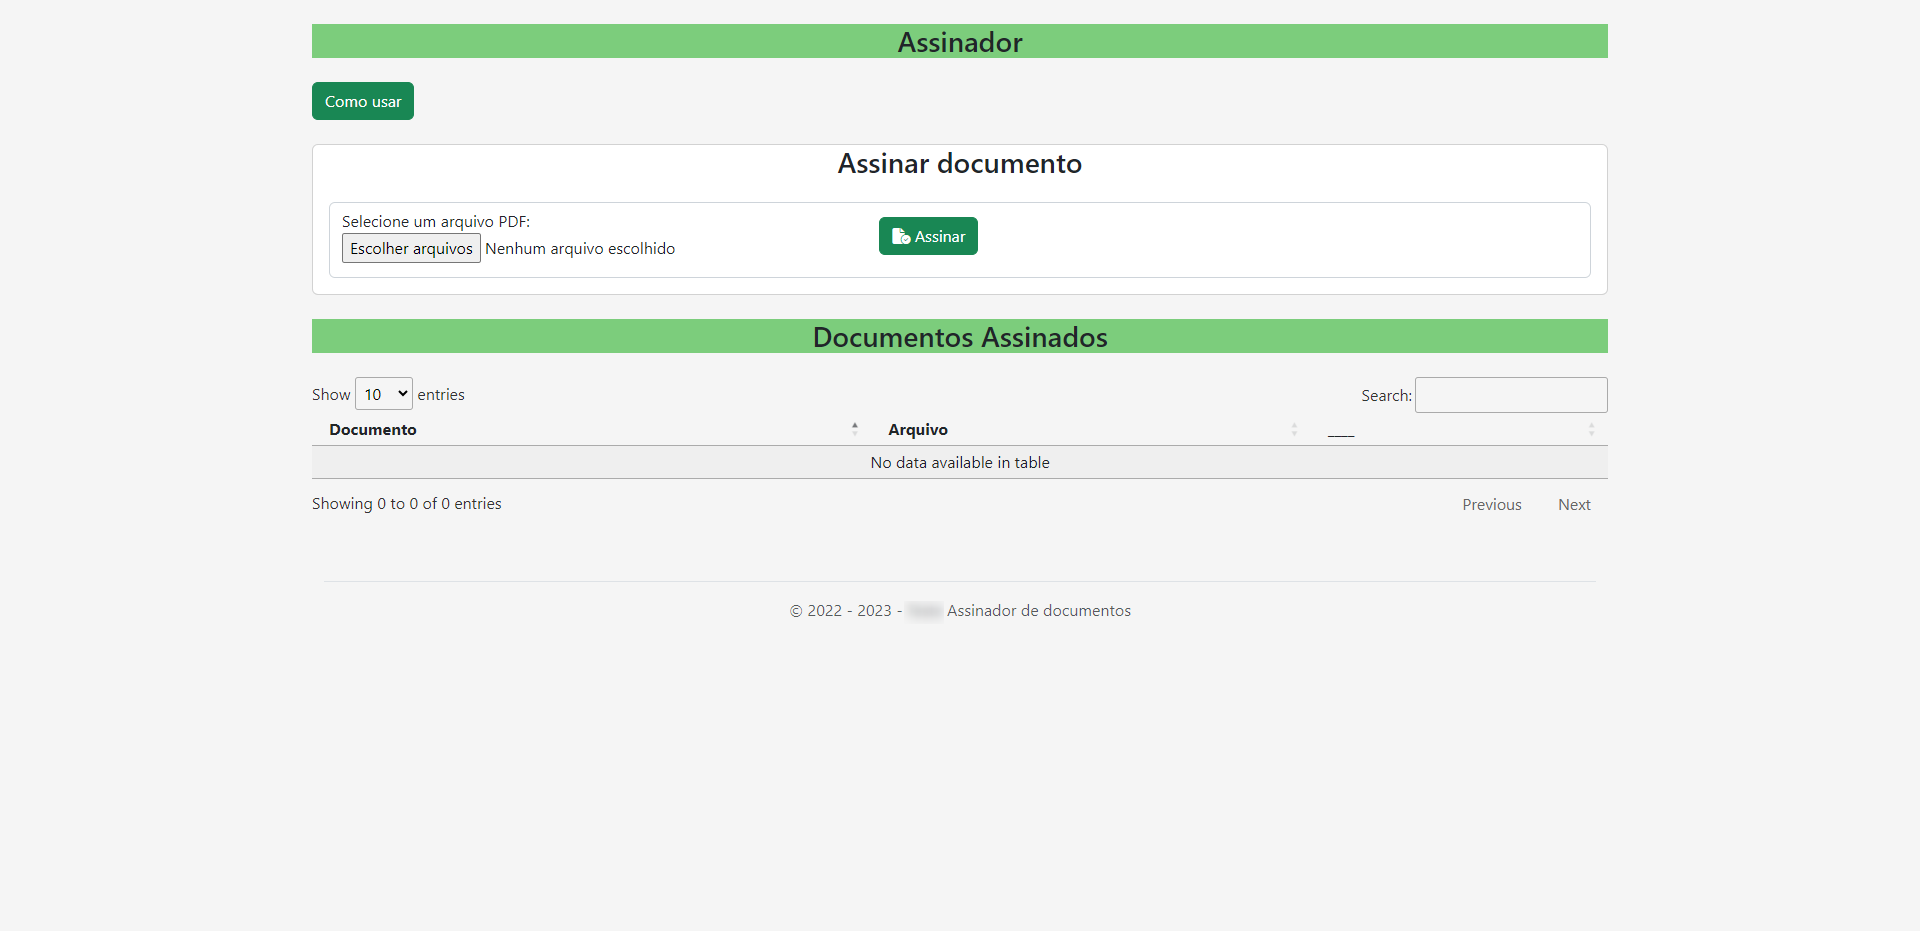 Assinador
Como usar
Assinar documento
Selecione um arquivo PDF:
Escolher arquivos Nenhum arquivo escolhido
Assinar
Documentos Assinados
Show 10 entries
Search:
Documento Arquivo ___
No data available in table
Showing 0 to 0 of 0 entries
Previous Next
© 2022 - 2023 - Assinador de documentos